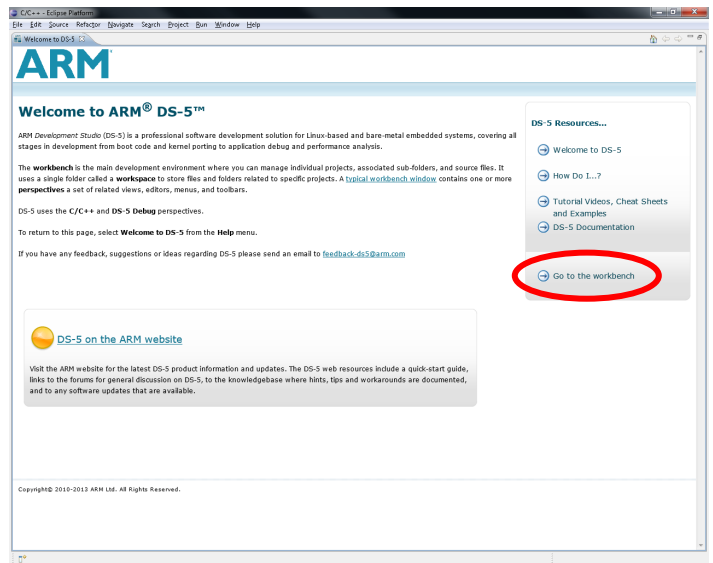 C/C++ - Eclipse Platform
File Edit Source Refactor Navigate Search Project Run Window Help
Welcome to DS-5
ARM
Welcome to ARM® DS-5™
ARM Development Studio (DS-5) is a professional software development solution for Linux-based and bare-metal embedded systems, covering all
stages in development from boot code and kernel porting to application debug and performance analysis.
The workbench is the main development environment where you can manage individual projects, associated sub-folders, and source files. It
uses a single folder called a workspace to store files and folders related to specific projects. A typical workbench window contains one or more
perspectives a set of related views, editors, menus, and toolbars.
DS-5 uses the C/C++ and DS-5 Debug perspectives.
To return to this page, select Welcome to DS-5 from the Help menu.
If you have any feedback, suggestions or ideas regarding DS-5 please send an email to feedback-ds5@arm.com
DS-5 Resources...
Welcome to DS-5
How Do I...?
Tutorial Videos, Cheat Sheets
and Examples
DS-5 Documentation
Go to the workbench
DS-5 on the ARM website
Visit the ARM website for the latest DS-5 product information and updates. The DS-5 web resources include a quick-start guide,
links to the forums for general discussion on DS-5, to the knowledgebase where hints, tips and workarounds are documented,
and to any software updates that are available.
Copyright© 2010-2013 ARM Ltd. All Rights Reserved.